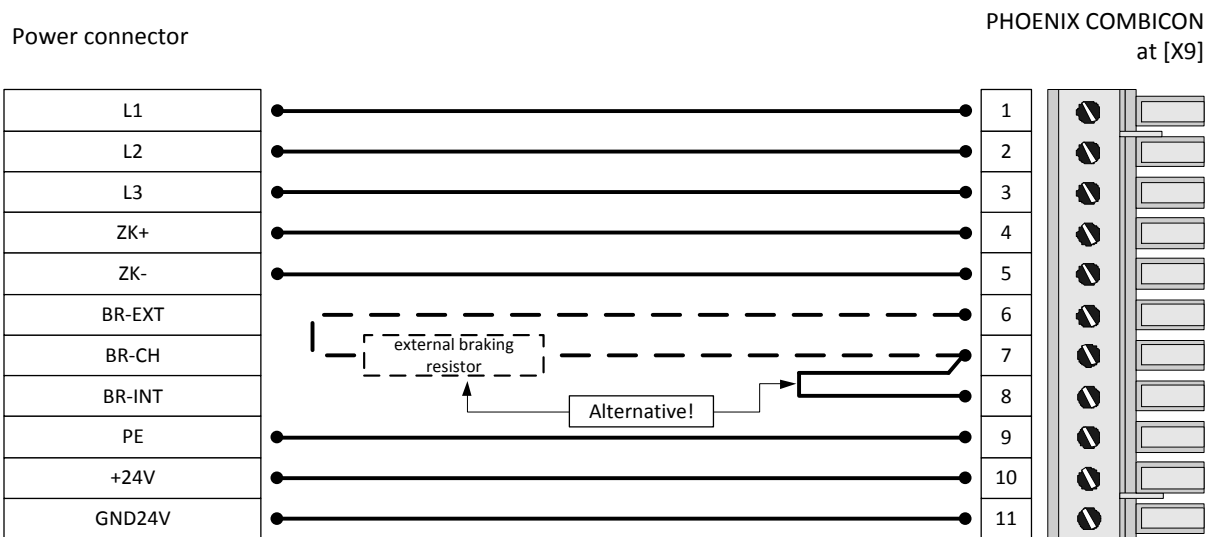 Power connector
PHOENIX COMBICON
at [X9]
L1
1
L2
2
L3
3
ZK+
4
ZK-
5
BR-EXT
6
BR-CH
external braking
resistor
7
BR-INT
Alternative!
8
PE
9
+24V
10
GND24V
11